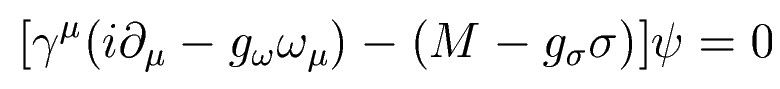 [γ^μ(i∂_μ − g_ω ω_μ) − (M − g_σ σ)]ψ = 0